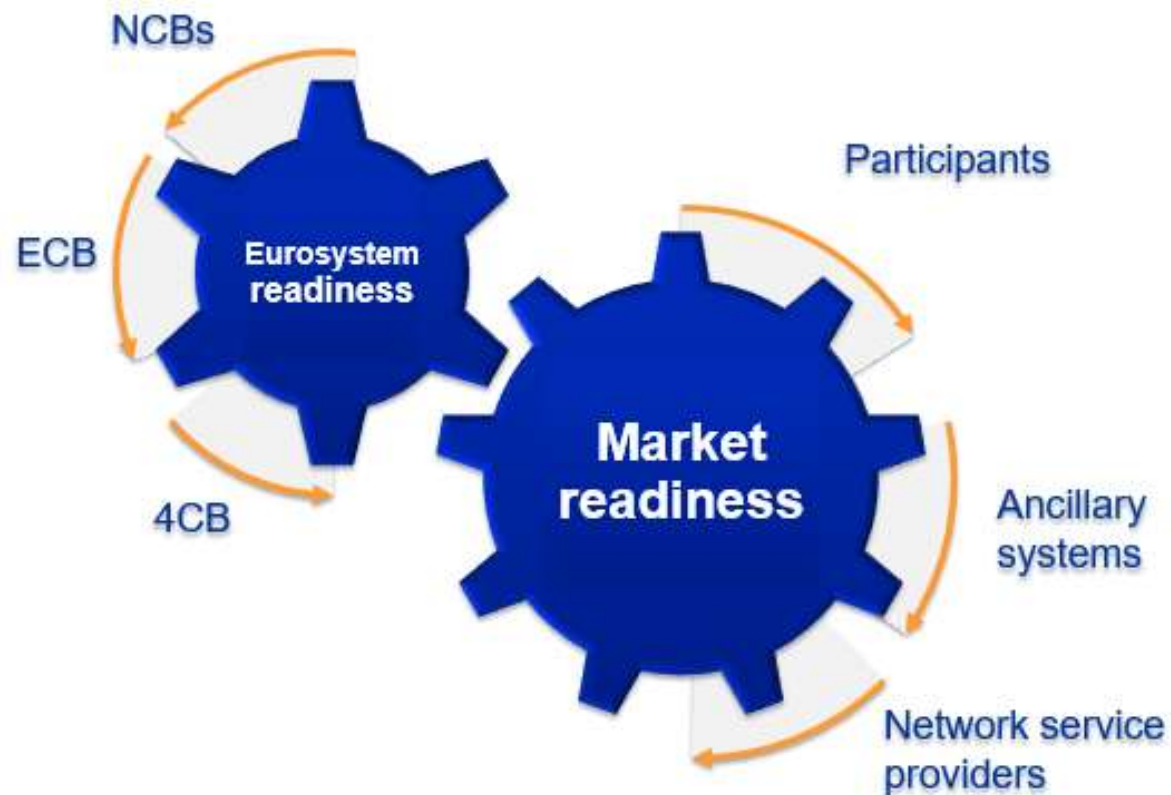 NCBs
ECB
Eurosystem
readiness
4CB
Participants
Market
readiness
Ancillary
systems
Network service
providers